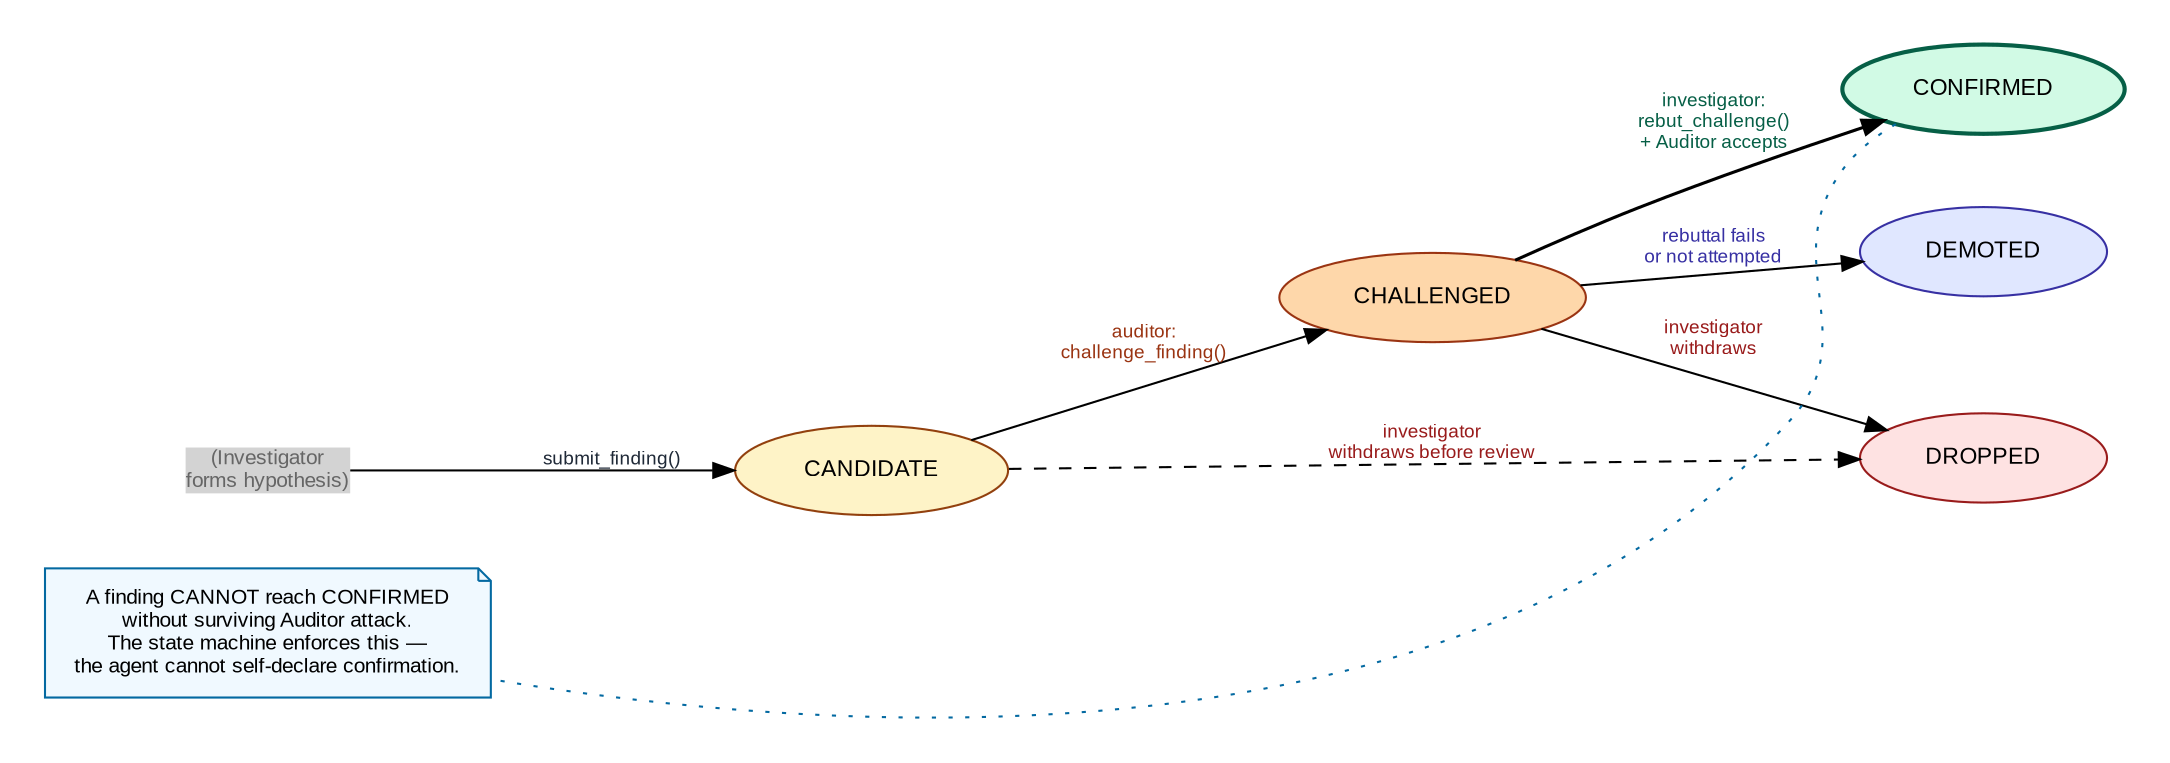 (Investigator
forms hypothesis)
submit_finding()
CANDIDATE
auditor:
challenge_finding()
CHALLENGED
investigator:
rebut_challenge()
+ Auditor accepts
CONFIRMED
rebuttal fails
or not attempted
DEMOTED
investigator
withdraws
investigator
withdraws before review
DROPPED
A finding CANNOT reach CONFIRMED
without surviving Auditor attack.
The state machine enforces this —
the agent cannot self-declare confirmation.